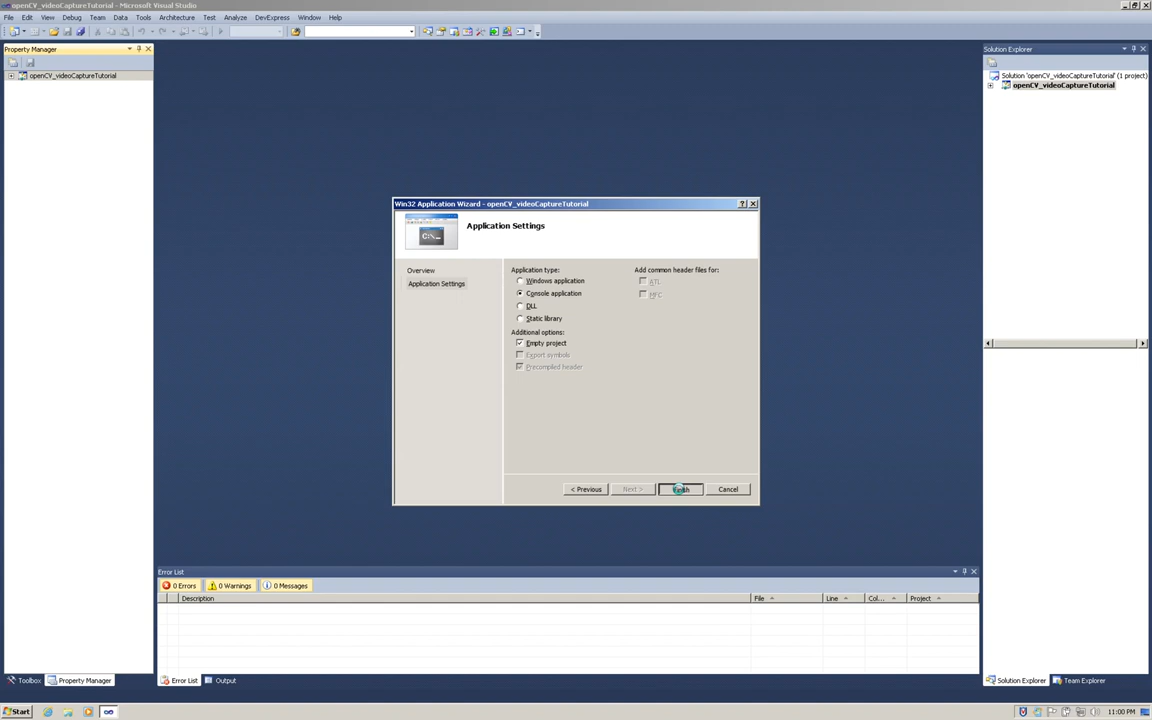 openCV_videoCaptureTutorial - Microsoft Visual Studio
File Edit View Debug Team Data Tools Architecture Test Analyze DevExpress Window Help
Property Manager
openCV_videoCaptureTutorial
Solution Explorer
Solution 'openCV_videoCaptureTutorial' (1 project)
openCV_videoCaptureTutorial
Win32 Application Wizard - openCV_videoCaptureTutorial
C:\_
Application Settings
Overview
Application Settings
Application type:
Windows application
Console application
DLL
Static library
Additional options:
Empty project
Export symbols
Precompiled header
Add common header files for:
ATL
MFC
< Previous Next > Finish Cancel
Error List
0 Errors 0 Warnings 0 Messages
Description File Line Col... Project
Toolbox Property Manager
Error List Output
Solution Explorer Team Explorer
Start
11:00 PM